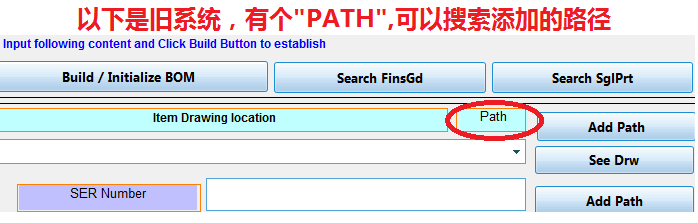 以下是旧系统，有个"PATH",可以搜索添加的路径
Input following content and Click Build Button to establish
Build / Initialize BOM Search FinsGd Search SglPrt
Item Drawing location Path Add Path
See Drw
SER Number Add Path